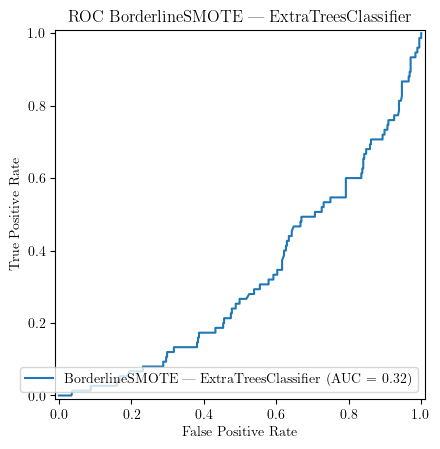 ROC BorderlineSMOTE — ExtraTreesClassifier
1.0
0.8
0.6
0.4
0.2
0.0
True Positive Rate
BorderlineSMOTE — ExtraTreesClassifier (AUC = 0.32)
0.0 0.2 0.4 0.6 0.8 1.0
False Positive Rate